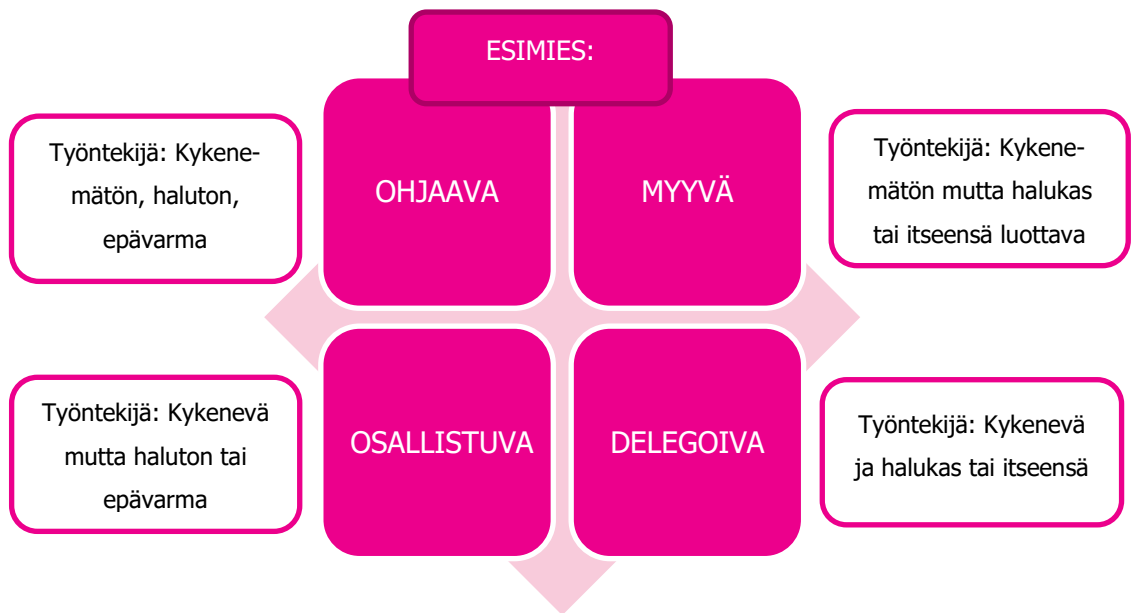 ESIMIES:
Työntekijä: Kykene-
mätön, haluton,
epävarma
OHJAAVA
MYYVÄ
Työntekijä: Kykene-
mätön mutta halukas
tai itseensä luottava
Työntekijä: Kykenevä
mutta haluton tai
epävarma
OSALLISTUVA
DELEGOIVA
Työntekijä: Kykenevä
ja halukas tai itseensä